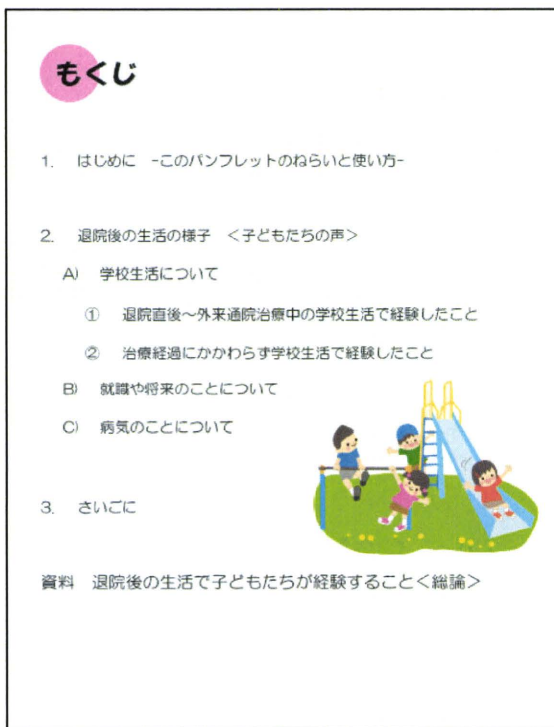 もくじ
1. はじめに -このパンフレットのねらいと使い方-
2. 退院後の生活の様子 <子どもたちの声>
A) 学校生活について
① 退院直後~外来通院治療中の学校生活で経験したこと
② 治療経過にかかわらず学校生活で経験したこと
B) 就職や将来のことについて
C) 病気のことについて
3. さいごに
資料 退院後の生活で子どもたちが経験すること<総論>